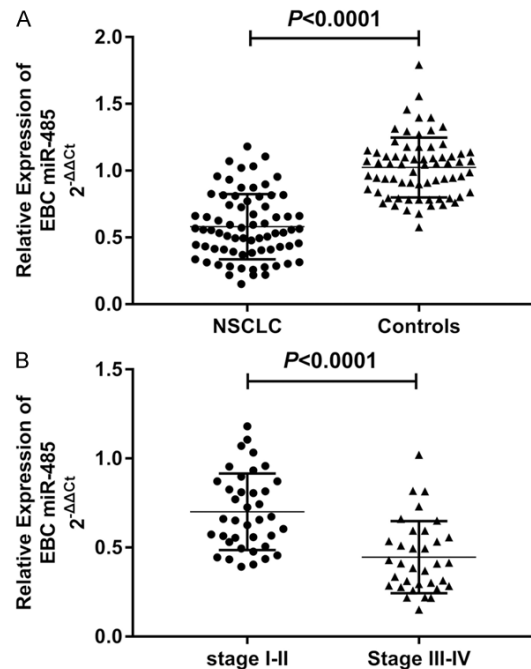 A
P<0.0001
Relative Expression of
EBC miR-485
2-ΔΔCt
2.0
1.5
1.0
0.5
0.0
NSCLC
Controls
B
P<0.0001
Relative Expression of
EBC miR-485
2-ΔΔCt
1.5
1.0
0.5
0.0
stage I-II
Stage III-IV